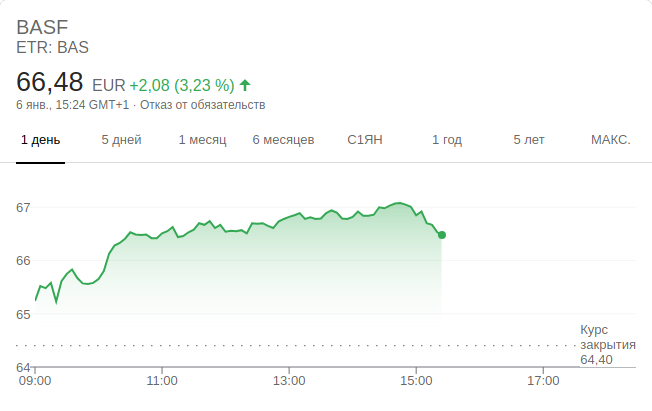 BASF
ETR: BAS
66,48 EUR +2,08 (3,23 %)
6 янв., 15:24 GMT+1 · Отказ от обязательств
1 день 5 дней 1 месяц 6 месяцев С1ЯН 1 год 5 лет МАКС.
67
66
65
Курс
закрытия
64,40
64
09:00 11:00 13:00 15:00 17:00